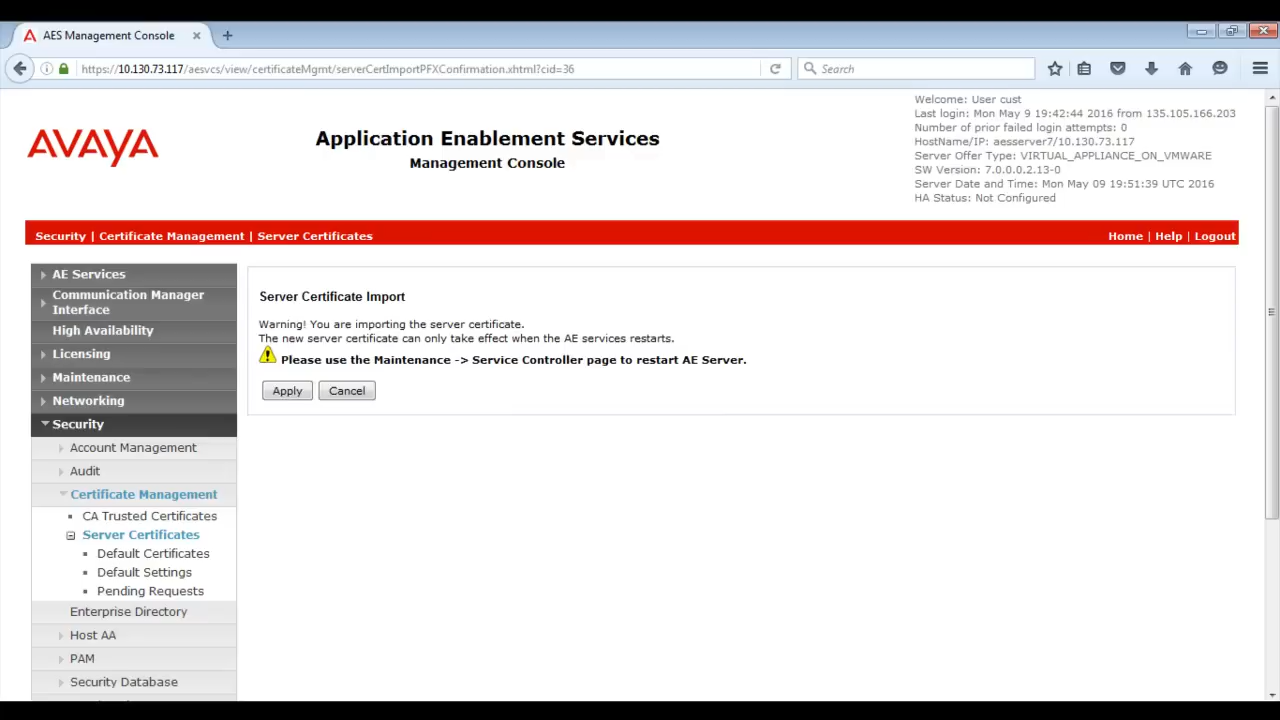 AES Management Console
https://10.130.73.117/aesvcs/view/certificateMgmt/serverCertImportPFXConfirmation.xhtml?cid=36
Search
AVAYA
Application Enablement Services
Management Console
Welcome: User cust
Last login: Mon May 9 19:42:44 2016 from 135.105.166.203
Number of prior failed login attempts: 0
HostName/IP: aesserver7/10.130.73.117
Server Offer Type: VIRTUAL_APPLIANCE_ON_VMWARE
SW Version: 7.0.0.0.2.13-0
Server Date and Time: Mon May 09 19:51:39 UTC 2016
HA Status: Not Configured
Security | Certificate Management | Server Certificates
Home | Help | Logout
AE Services
Communication Manager
Interface
High Availability
Licensing
Maintenance
Networking
Security
Account Management
Audit
Certificate Management
CA Trusted Certificates
Server Certificates
Default Certificates
Default Settings
Pending Requests
Enterprise Directory
Host AA
PAM
Security Database
Server Certificate Import
Warning! You are importing the server certificate.
The new server certificate can only take effect when the AE services restarts.
Please use the Maintenance -> Service Controller page to restart AE Server.
Apply
Cancel